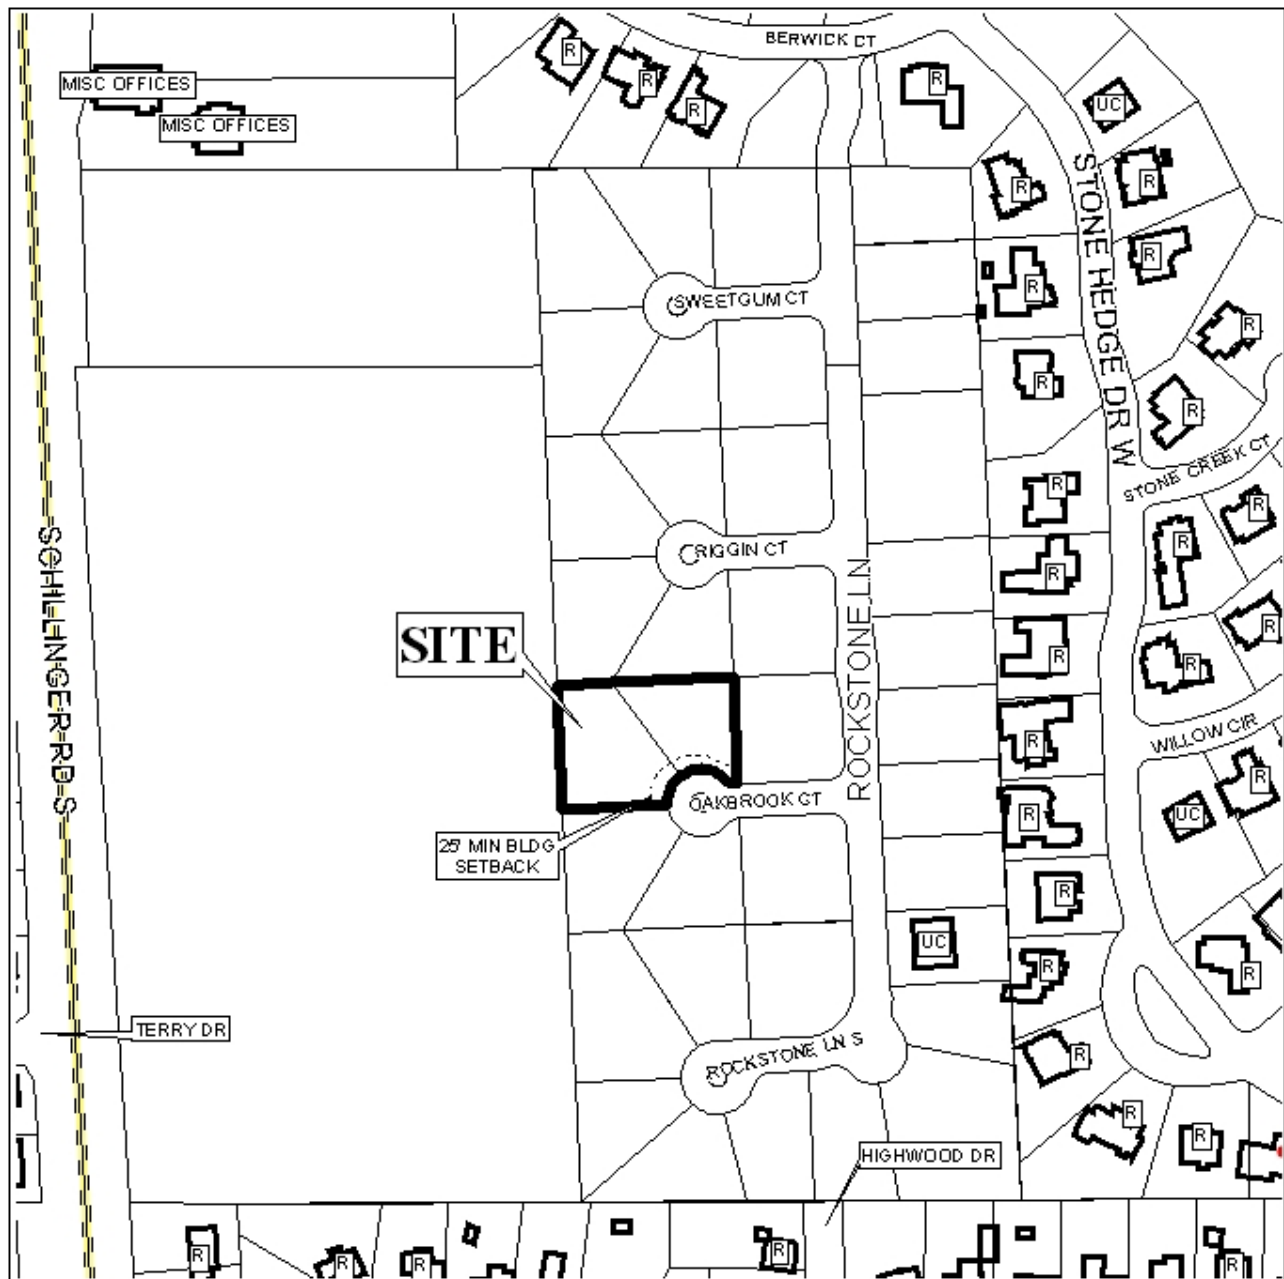 BERWICK CT
R
R
R
R
MISC OFFICES
UC
MISC OFFICES
STONE HEDGE DR W
R
R
R
R
SWEETGUM CT
R
R
R
STONE CREEK CT
R
R
R
SCHILLINGER RD S
RIGGIN CT
R
ROCKSTONE LN
SITE
R
R
R
WILLOW CIR
R
OAKBROOK CT
R
UC
25' MIN BLDG
SETBACK
R
UC
R
R
TERRY DR
ROCKSTONE LN S
R
R
R
HIGHWOOD DR
R
R
R
R
R